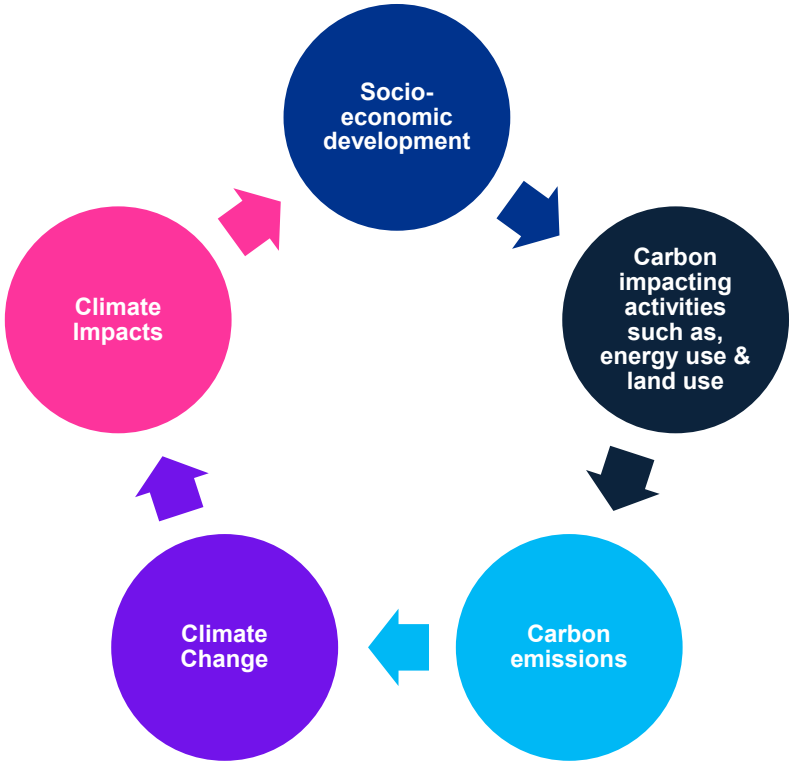 Socio-
economic
development
Carbon
impacting
activities
such as,
energy use &
land use
Carbon
emissions
Climate
Change
Climate
Impacts